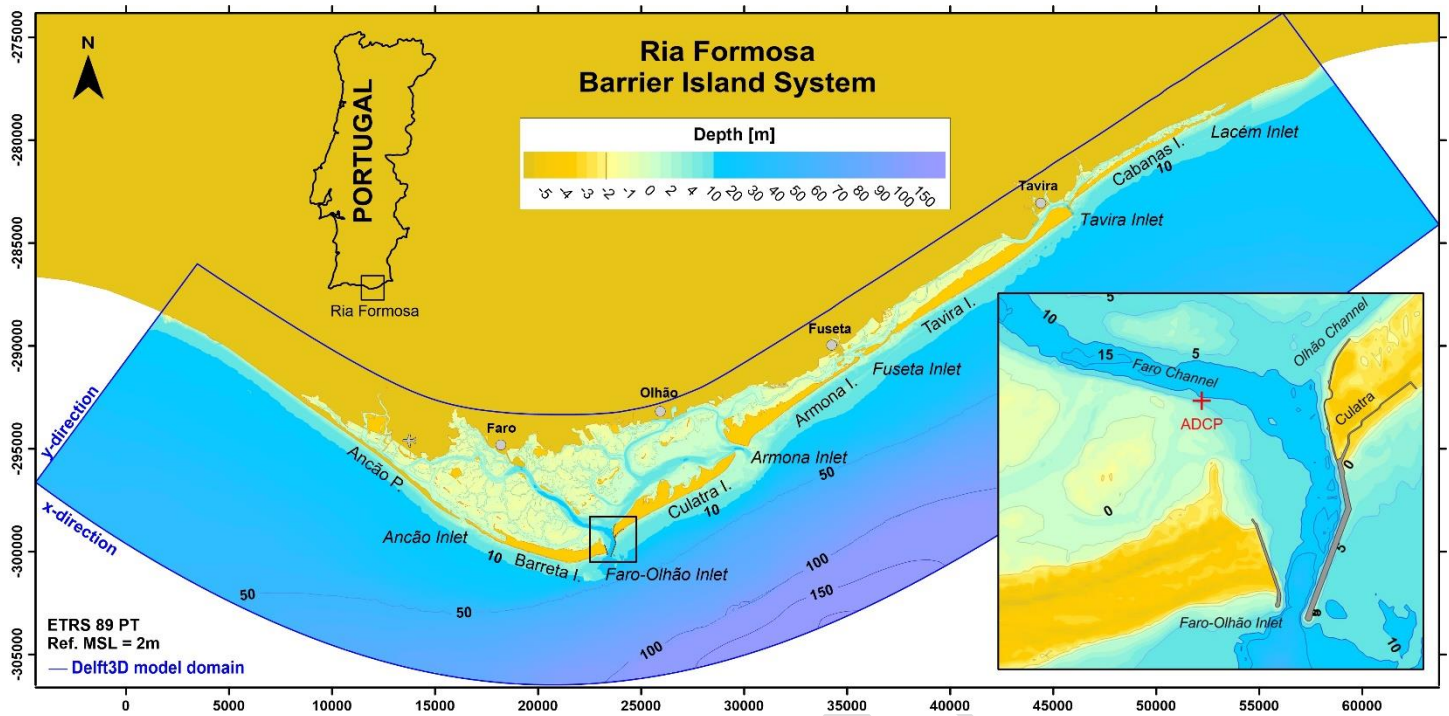 Ria Formosa
Barrier Island System
N
PORTUGAL
Ria Formosa
Depth [m]
-5 -4 -3 -2 -1 0 2 4 10 20 30 40 50 60 70 80 90 100 150
Lacém Inlet
Cabanas I.
10
Tavira
Tavira Inlet
Tavira I.
Fuseta
Fuseta Inlet
Armona I.
Olhão
Armona Inlet
Culatra I.
10
50
Faro
Ancão P.
Ancão Inlet
10
Barreta I.
Faro-Olhão Inlet
50
50
100
150
100
y-direction
x-direction
ETRS 89 PT
Ref. MSL = 2m
Delft3D model domain
5
10
15
5
Faro Channel
Olhão Channel
ADCP
Culatra
0
0
5
8
Faro-Olhão Inlet
10
-275000
-280000
-285000
-290000
-295000
-300000
-305000
0 10000 15000 20000 25000 30000 35000 40000 45000 50000 55000 60000